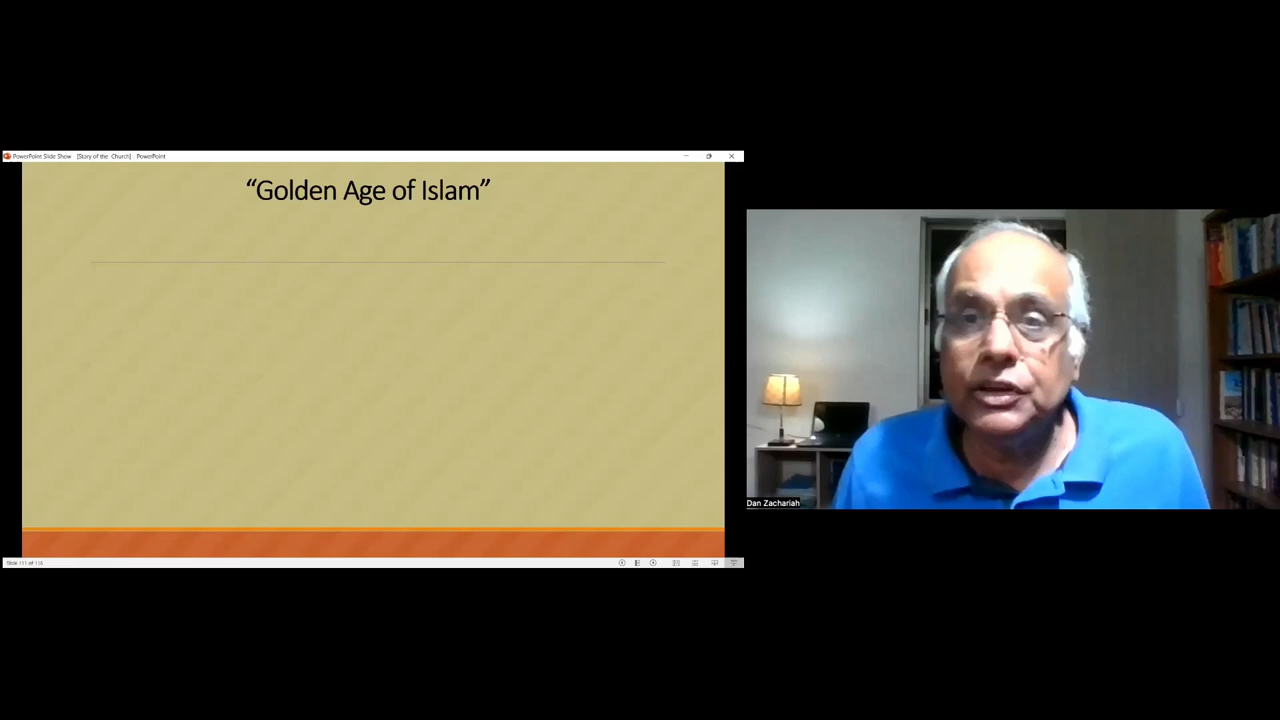 PowerPoint Slide Show - [Story of the Church] - PowerPoint
“Golden Age of Islam”
Dan Zachariah